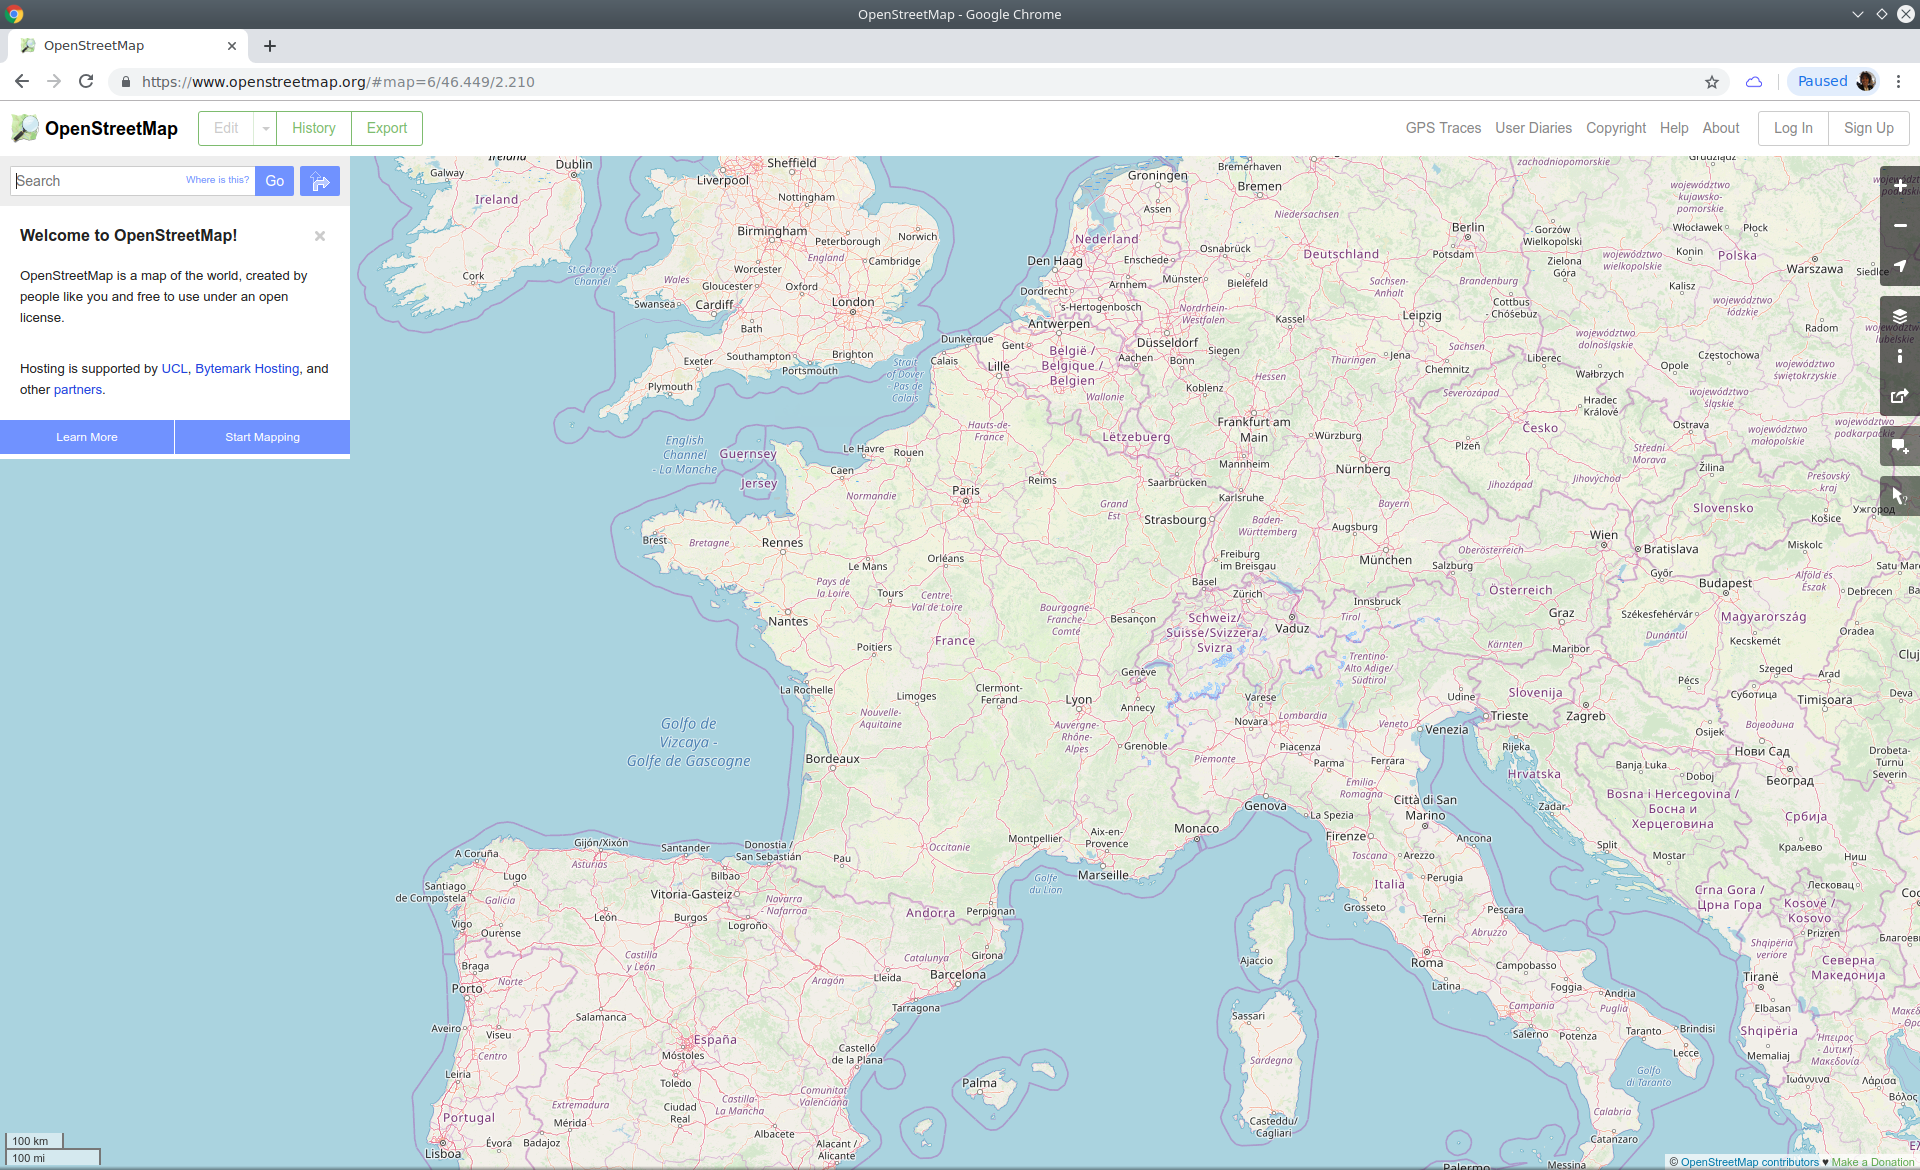 OpenStreetMap - Google Chrome
OpenStreetMap
https://www.openstreetmap.org/#map=6/46.449/2.210
Paused
OpenStreetMap
Edit
History
Export
GPS Traces
User Diaries
Copyright
Help
About
Log In
Sign Up
Search
Where is this?
Go
Welcome to OpenStreetMap!
OpenStreetMap is a map of the world, created by
people like you and free to use under an open
license.
Hosting is supported by UCL, Bytemark Hosting, and
other partners.
Learn More
Start Mapping
Ireland
Dublin
Galway
Ireland
Cork
St George's
Channel
Sheffield
Liverpool
Nottingham
Birmingham
Peterborough
Norwich
England
Cambridge
Worcester
Wales
Gloucester
Oxford
Swansea
Cardiff
London
Bath
Exeter
Southampton
Brighton
Portsmouth
Plymouth
Strait
of Dover
- Pas de
Calais
English
Channel
- La Manche
Guernsey
Jersey
Groningen
Assen
Nederland
Den Haag
Enschede
Dordrecht
Arnhem
's-Hertogenbosch
Antwerpen
Dunkerque
Gent
Calais
Lille
België /
Belgique /
Belgien
Wallonie
Aachen
Lëtzebuerg
Bremerhaven
Bremen
Niedersachsen
Osnabrück
Münster
Bielefeld
Deutschland
Berlin
Potsdam
Brandenburg
Sachsen-
Anhalt
Nordrhein-
Westfalen
Kassel
Leipzig
Cottbus
- Chóśebuz
Düsseldorf
Bonn
Siegen
Thüringen
Jena
Sachsen
Chemnitz
Koblenz
Hessen
Frankfurt am
Main
Würzburg
Mannheim
Nürnberg
Saarbrücken
Karlsruhe
Bayern
Strasbourg
Baden-
Württemberg
Augsburg
Freiburg
im Breisgau
München
zachodniopomorskie
Grudziądz
województwo
kujawsko-
pomorskie
Włocławek
Płock
Gorzów
Wielkopolski
Zielona
Góra
województwo
wielkopolskie
Konin
Polska
Warszawa
Siedlce
Kalisz
województwo
łódzkie
Radom
województwo
dolnośląskie
Liberec
Wałbrzych
Opole
Częstochowa
województwo
świętokrzyskie
województwo
lubelskie
Severozápad
Hradec
Králové
województwo
śląskie
Ostrava
województwo
małopolskie
województwo
podkarpackie
Česko
Plzeň
Střední
Morava
Žilina
Prešovský
kraj
Jihozápad
Jihovýchod
Slovensko
Košice
Ужгород
Hauts-de-
France
Le Havre
Rouen
Caen
Normandie
Paris
Reims
Grand
Est
Brest
Bretagne
Rennes
Le Mans
Orléans
Pays de
la Loire
Tours
Centre-
Val de Loire
Bourgogne-
Franche-
Comté
Besançon
Nantes
France
Poitiers
La Rochelle
Limoges
Clermont-
Ferrand
Lyon
Nouvelle-
Aquitaine
Auvergne-
Rhône-
Alpes
Annecy
Genève
Grenoble
Bordeaux
Golfo de
Vizcaya -
Golfe de Gascogne
Basel
Zürich
Schweiz/
Suisse/Svizzera/
Svizra
Vaduz
Innsbruck
Tirol
Salzburg
Oberösterreich
Wien
Bratislava
Österreich
Graz
Kärnten
Maribor
Győr
Budapest
Miskolc
Alföld és
Észak
Satu Mar
Debrecen
Ba
Székesfehérvár
Magyarország
Dunántúl
Kecskemét
Oradea
Szeged
Cluj
Pécs
Arad
Суботица
Timișoara
Deva
Trentino-
Alto Adige/
Südtirol
Varese
Udine
Slovenija
Zagreb
Novara
Lombardia
Veneto
Trieste
Venezia
Rijeka
Osijek
Војводина
Нови Сад
Drobeta-
Turnu
Severin
Piemonte
Piacenza
Parma
Ferrara
Emilia-
Romagna
Hrvatska
Banja Luka
Doboj
Београд
Bosna i Hercegovina /
Босна и
Херцеговина
Genova
La Spezia
Città di San
Marino
Zadar
Србија
Monaco
Firenze
Ancona
Split
Mostar
Краљево
Ниш
Aix-en-
Provence
Montpellier
Marseille
Golfe
du Lion
Occitanie
Toscana
Arezzo
Perugia
Italia
Grosseto
Terni
Pescara
Abruzzo
Crna Gora /
Црна Гора
Лесковац
Kosovë /
Kosovo
Prizren
Благоевг
Roma
Latina
Campobasso
Foggia
Andria
Campania
Puglia
Salerno
Potenza
Taranto
Brindisi
Lecce
Golfo
di Taranto
Calabria
Catanzaro
Messina
Palermo
Shqipëria
veriore
Северна
Македонија
Tiranë
Elbasan
Shqipëria
Memaliaj
Ήπειρος
- Δυτική
Μακεδονία
Ιωάννινα
Λάρισα
Βόλος
Ajaccio
Sassari
Sardegna
Casteddu/
Cagliari
A Coruña
Gijón/Xixón
Santander
Donostia /
San Sebastián
Pau
Asturias
Lugo
Bilbao
Santiago
de Compostela
Galicia
Vitoria-Gasteiz
Navarra
- Nafarroa
Andorra
Perpignan
León
Burgos
Logroño
Vigo
Ourense
Castilla
y León
Girona
Catalunya
Braga
Norte
Aragón
Lleida
Barcelona
Porto
Tarragona
Salamanca
Aveiro
Viseu
España
Móstoles
Castelló
de la Plana
Centro
Leiria
Toledo
Palma
Comunitat
Valenciana
Portugal
Extremadura
Ciudad
Real
Castilla-
La Mancha
Mérida
Albacete
Alacant /
Alicante
Évora
Badajoz
Lisboa
100 km
100 mi
© OpenStreetMap contributors ♥ Make a Donation